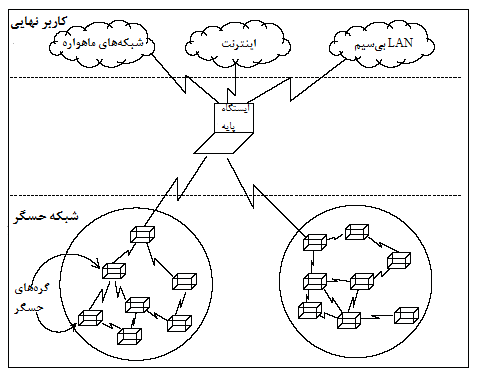 کاربر نهایی
شبکه‌های ماهواره
اینترنت
LAN بی‌سیم
ایستگاه
پایه
شبکه حسگر
گره‌های
حسگر